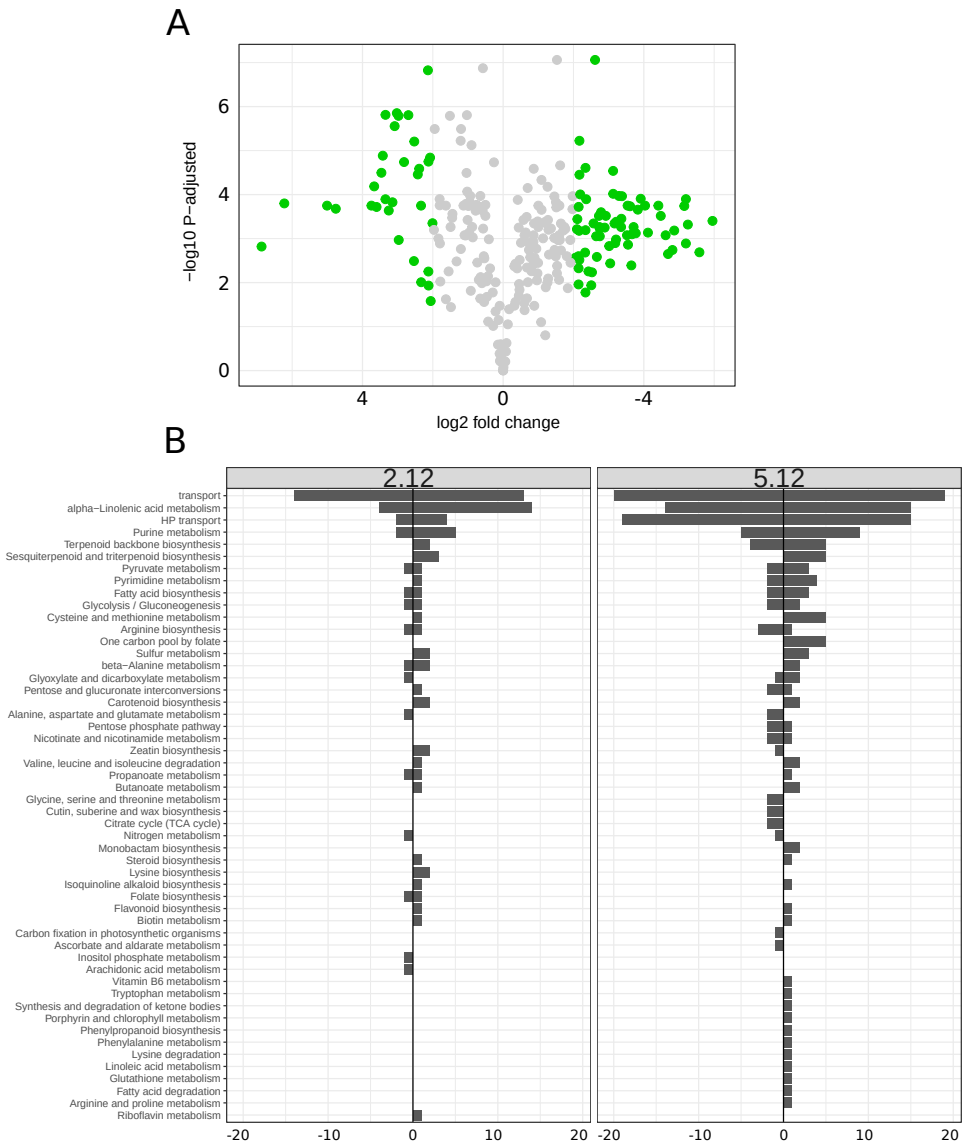 A
−log10 P−adjusted
6
4
2
0
4 0 -4
log2 fold change
B
2.12 5.12
transport
alpha−Linolenic acid metabolism
HP transport
Purine metabolism
Terpenoid backbone biosynthesis
Sesquiterpenoid and triterpenoid biosynthesis
Pyruvate metabolism
Pyrimidine metabolism
Fatty acid biosynthesis
Glycolysis / Gluconeogenesis
Cysteine and methionine metabolism
Arginine biosynthesis
One carbon pool by folate
Sulfur metabolism
beta−Alanine metabolism
Glyoxylate and dicarboxylate metabolism
Pentose and glucuronate interconversions
Carotenoid biosynthesis
Alanine, aspartate and glutamate metabolism
Pentose phosphate pathway
Nicotinate and nicotinamide metabolism
Zeatin biosynthesis
Valine, leucine and isoleucine degradation
Propanoate metabolism
Butanoate metabolism
Glycine, serine and threonine metabolism
Cutin, suberine and wax biosynthesis
Citrate cycle (TCA cycle)
Nitrogen metabolism
Monobactam biosynthesis
Steroid biosynthesis
Lysine biosynthesis
Isoquinoline alkaloid biosynthesis
Folate biosynthesis
Flavonoid biosynthesis
Biotin metabolism
Carbon fixation in photosynthetic organisms
Ascorbate and aldarate metabolism
Inositol phosphate metabolism
Arachidonic acid metabolism
Vitamin B6 metabolism
Tryptophan metabolism
Synthesis and degradation of ketone bodies
Porphyrin and chlorophyll metabolism
Phenylpropanoid biosynthesis
Phenylalanine metabolism
Lysine degradation
Linoleic acid metabolism
Glutathione metabolism
Fatty acid degradation
Arginine and proline metabolism
Riboflavin metabolism
-20 -10 0 10 20 -20 -10 0 10 20